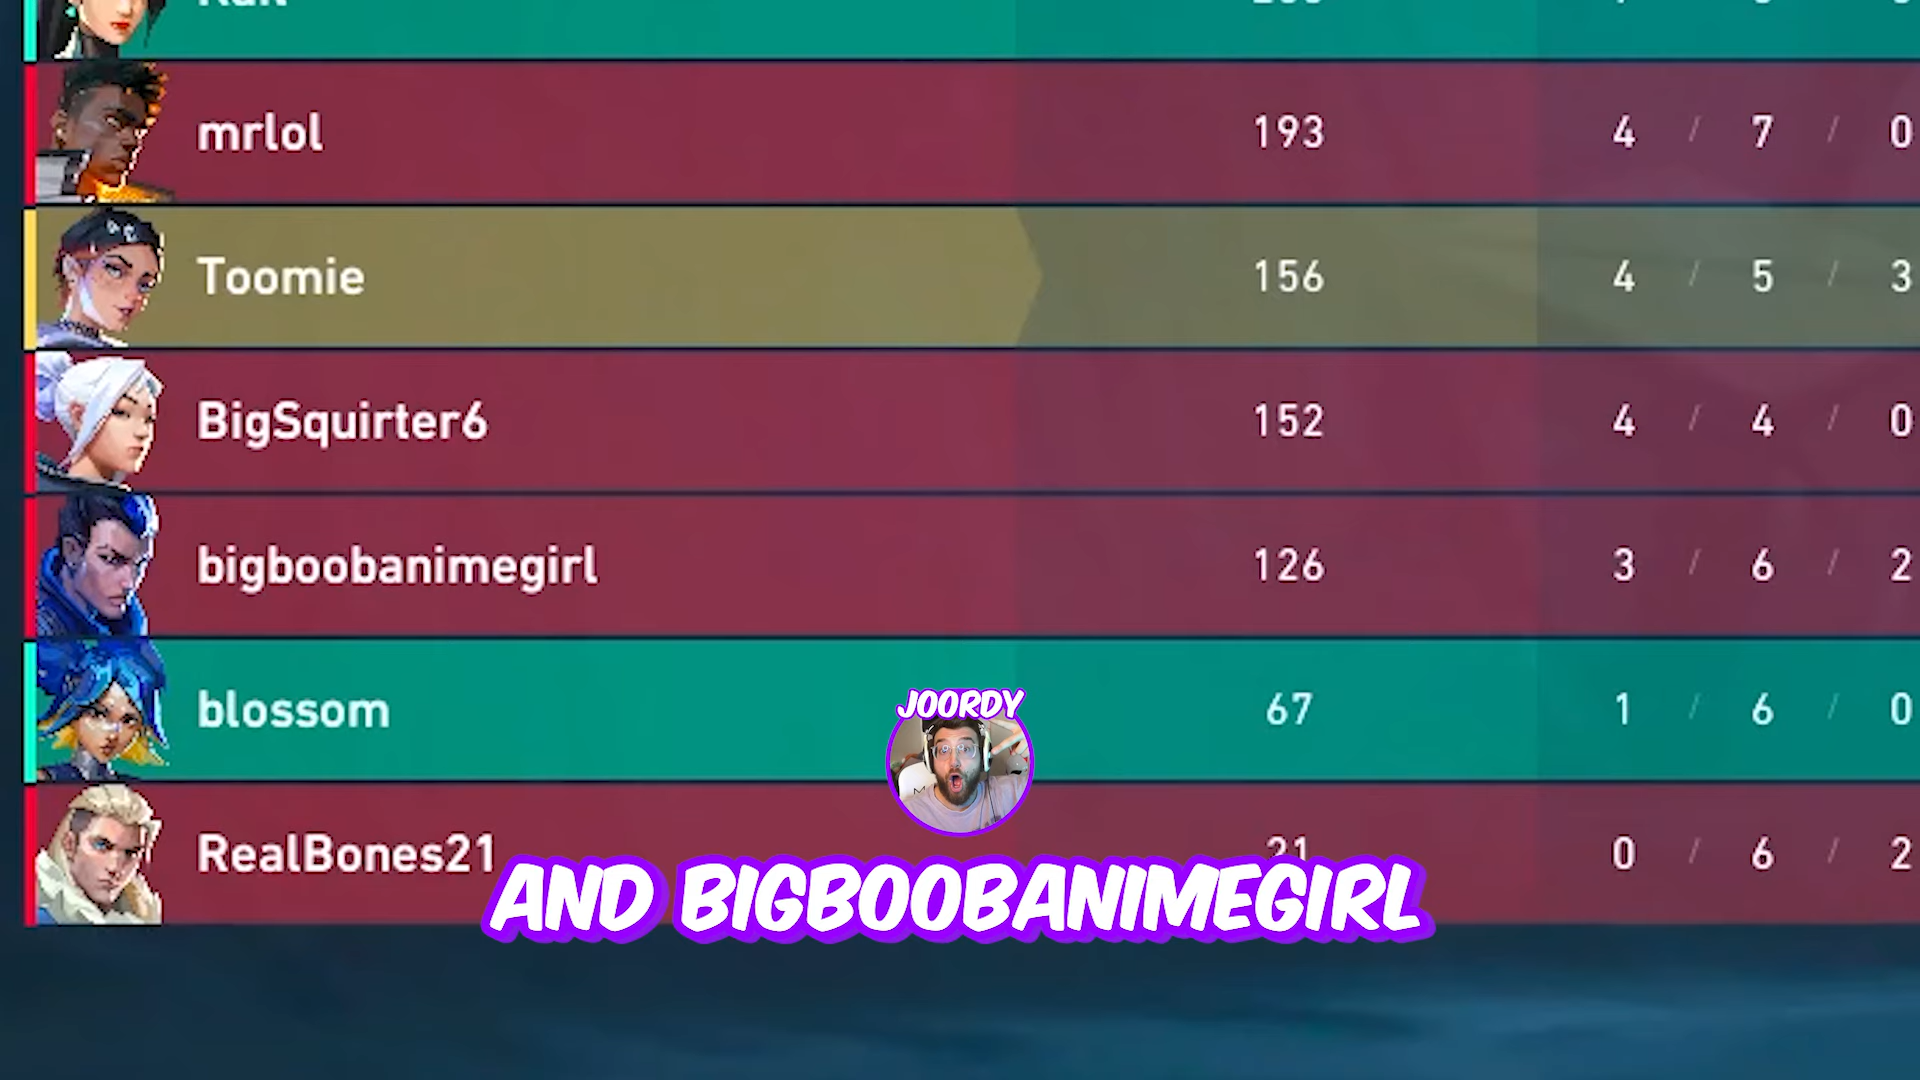 mrlol 193 4 / 7 / 0
Toomie 156 4 / 5 / 3
BigSquirter6 152 4 / 4 / 0
bigboobanimegirl 126 3 / 6 / 2
blossom 67 1 / 6 / 0
JOORDY
RealBones21 21 0 / 6 / 2
AND BIGBOOBANIMEGIRL